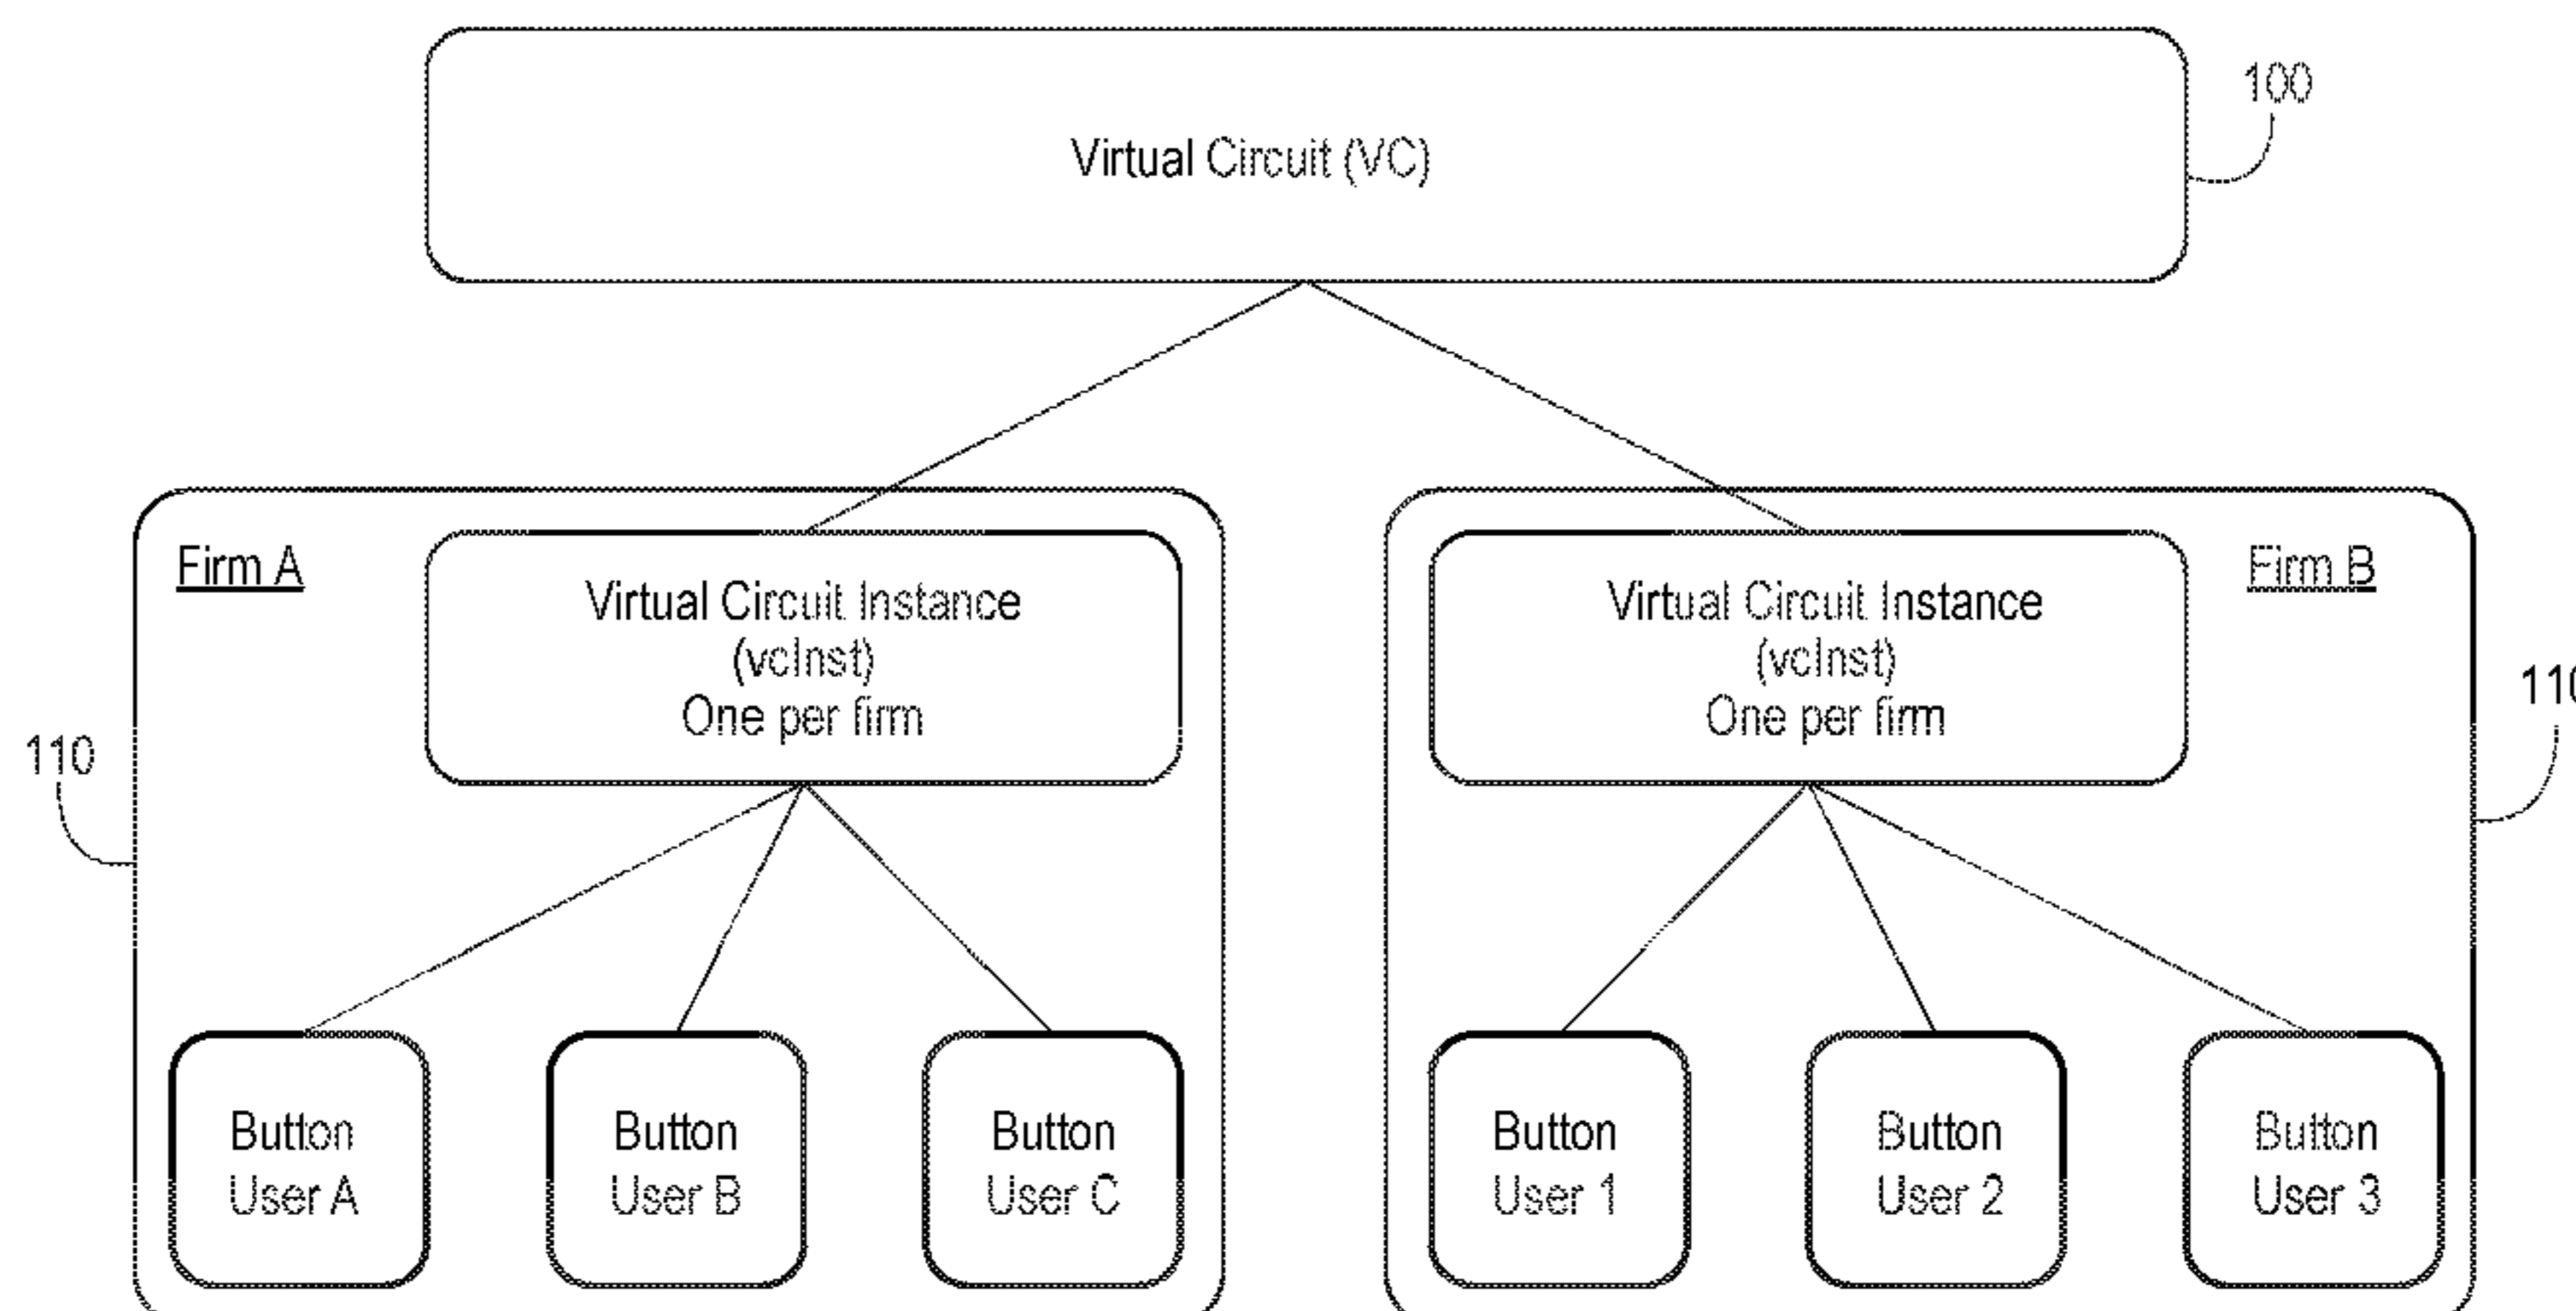 100
Virtual Circuit (VC)
Firm A
Virtual Circuit Instance
(vcInst)
One per firm
110
Firm B
Virtual Circuit Instance
(vcInst)
One per firm
110
Button
User A
Button
User B
Button
User C
Button
User 1
Button
User 2
Button
User 3